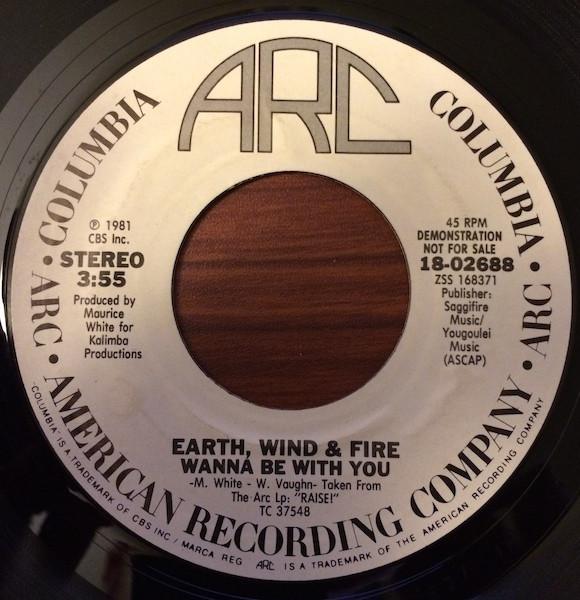 ARC
COLUMBIA
COLUMBIA
• ARC •
• ARC •
℗ 1981
CBS Inc.
STEREO
3:55
Produced by
Maurice
White for
Kalimba
Productions
45 RPM
DEMONSTRATION
NOT FOR SALE
18-02688
ZSS 168371
Publisher:
Saggifire
Music/
Yougoulei
Music
(ASCAP)
EARTH, WIND & FIRE
WANNA BE WITH YOU
-M. White - W. Vaughn- Taken From
The Arc Lp: "RAISE!"
TC 37548
AMERICAN RECORDING COMPANY
"COLUMBIA" IS A TRADEMARK OF CBS INC / MARCA REG ARC IS A TRADEMARK OF THE AMERICAN RECORDING COMPANY